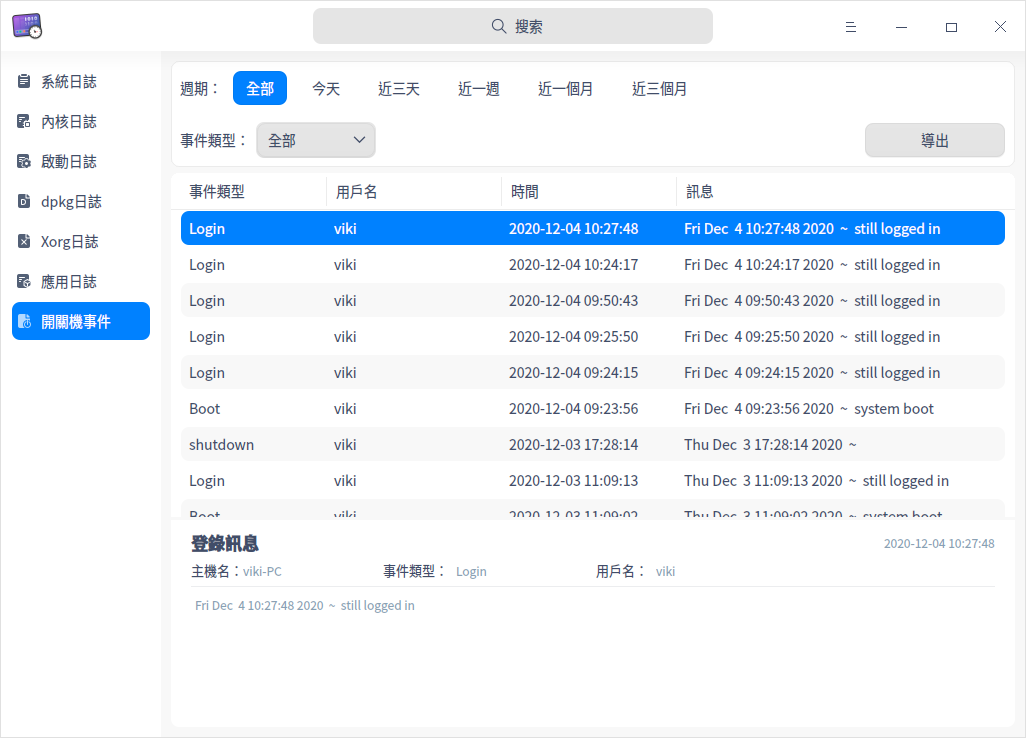 搜索
系統日誌
內核日誌
啟動日誌
dpkg日誌
Xorg日誌
應用日誌
開關機事件
週期： 全部 今天 近三天 近一週 近一個月 近三個月
事件類型： 全部 導出
事件類型 用戶名 時間 訊息
Login viki 2020-12-04 10:27:48 Fri Dec 4 10:27:48 2020 ~ still logged in
Login viki 2020-12-04 10:24:17 Fri Dec 4 10:24:17 2020 ~ still logged in
Login viki 2020-12-04 09:50:43 Fri Dec 4 09:50:43 2020 ~ still logged in
Login viki 2020-12-04 09:25:50 Fri Dec 4 09:25:50 2020 ~ still logged in
Login viki 2020-12-04 09:24:15 Fri Dec 4 09:24:15 2020 ~ still logged in
Boot viki 2020-12-04 09:23:56 Fri Dec 4 09:23:56 2020 ~ system boot
shutdown viki 2020-12-03 17:28:14 Thu Dec 3 17:28:14 2020 ~
Login viki 2020-12-03 11:09:13 Thu Dec 3 11:09:13 2020 ~ still logged in
Boot viki 2020-12-03 11:09:02 Thu Dec 3 11:09:02 2020 ~ system boot
登錄訊息 2020-12-04 10:27:48
主機名：viki-PC 事件類型： Login 用戶名： viki
Fri Dec 4 10:27:48 2020 ~ still logged in